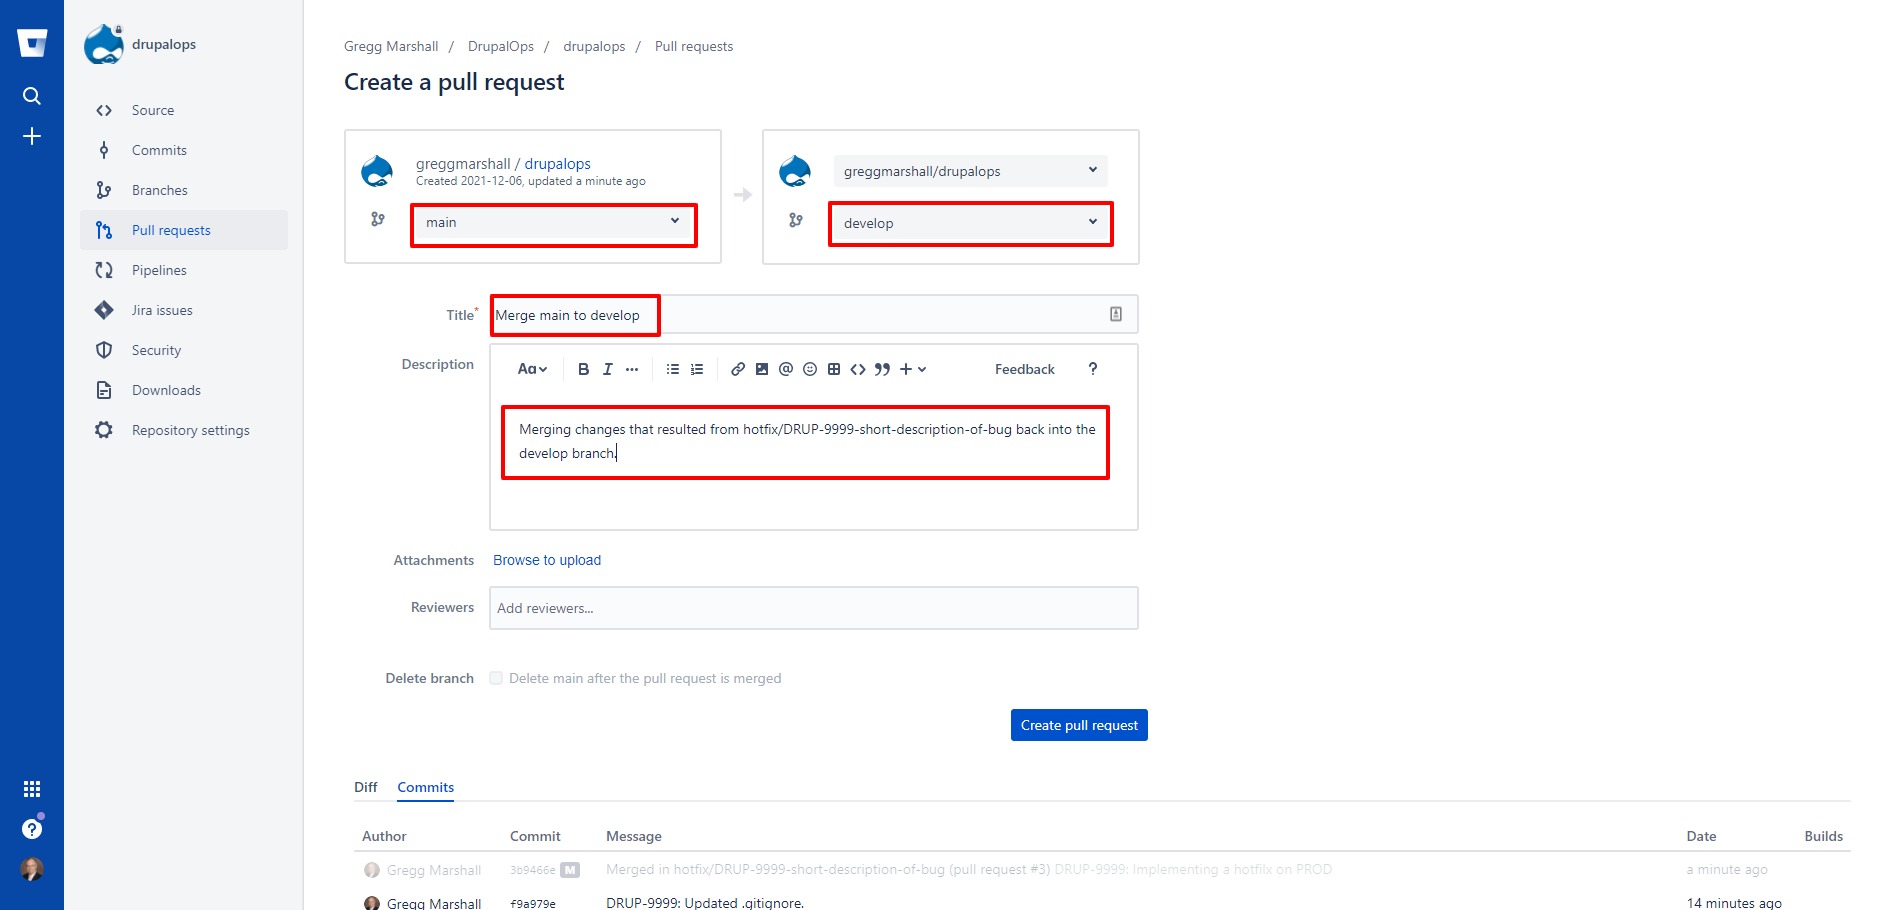 drupalops
Source
Commits
Branches
Pull requests
Pipelines
Jira issues
Security
Downloads
Repository settings
Gregg Marshall / DrupalOps / drupalops / Pull requests
Create a pull request
greggmarshall / drupalops
Created 2021-12-06, updated a minute ago
main
greggmarshall/drupalops
develop
Title* Merge main to develop
Description
Aa B I ... @ + Feedback ?
Merging changes that resulted from hotfix/DRUP-9999-short-description-of-bug back into the
develop branch.
Attachments Browse to upload
Reviewers Add reviewers...
Delete branch Delete main after the pull request is merged
Create pull request
Diff Commits
Author Commit Message Date Builds
Gregg Marshall 3b9466e M Merged in hotfix/DRUP-9999-short-description-of-bug (pull request #3) DRUP-9999: Implementing a hotfilx on PROD a minute ago
Gregg Marshall f9a979e DRUP-9999: Updated .gitignore. 14 minutes ago